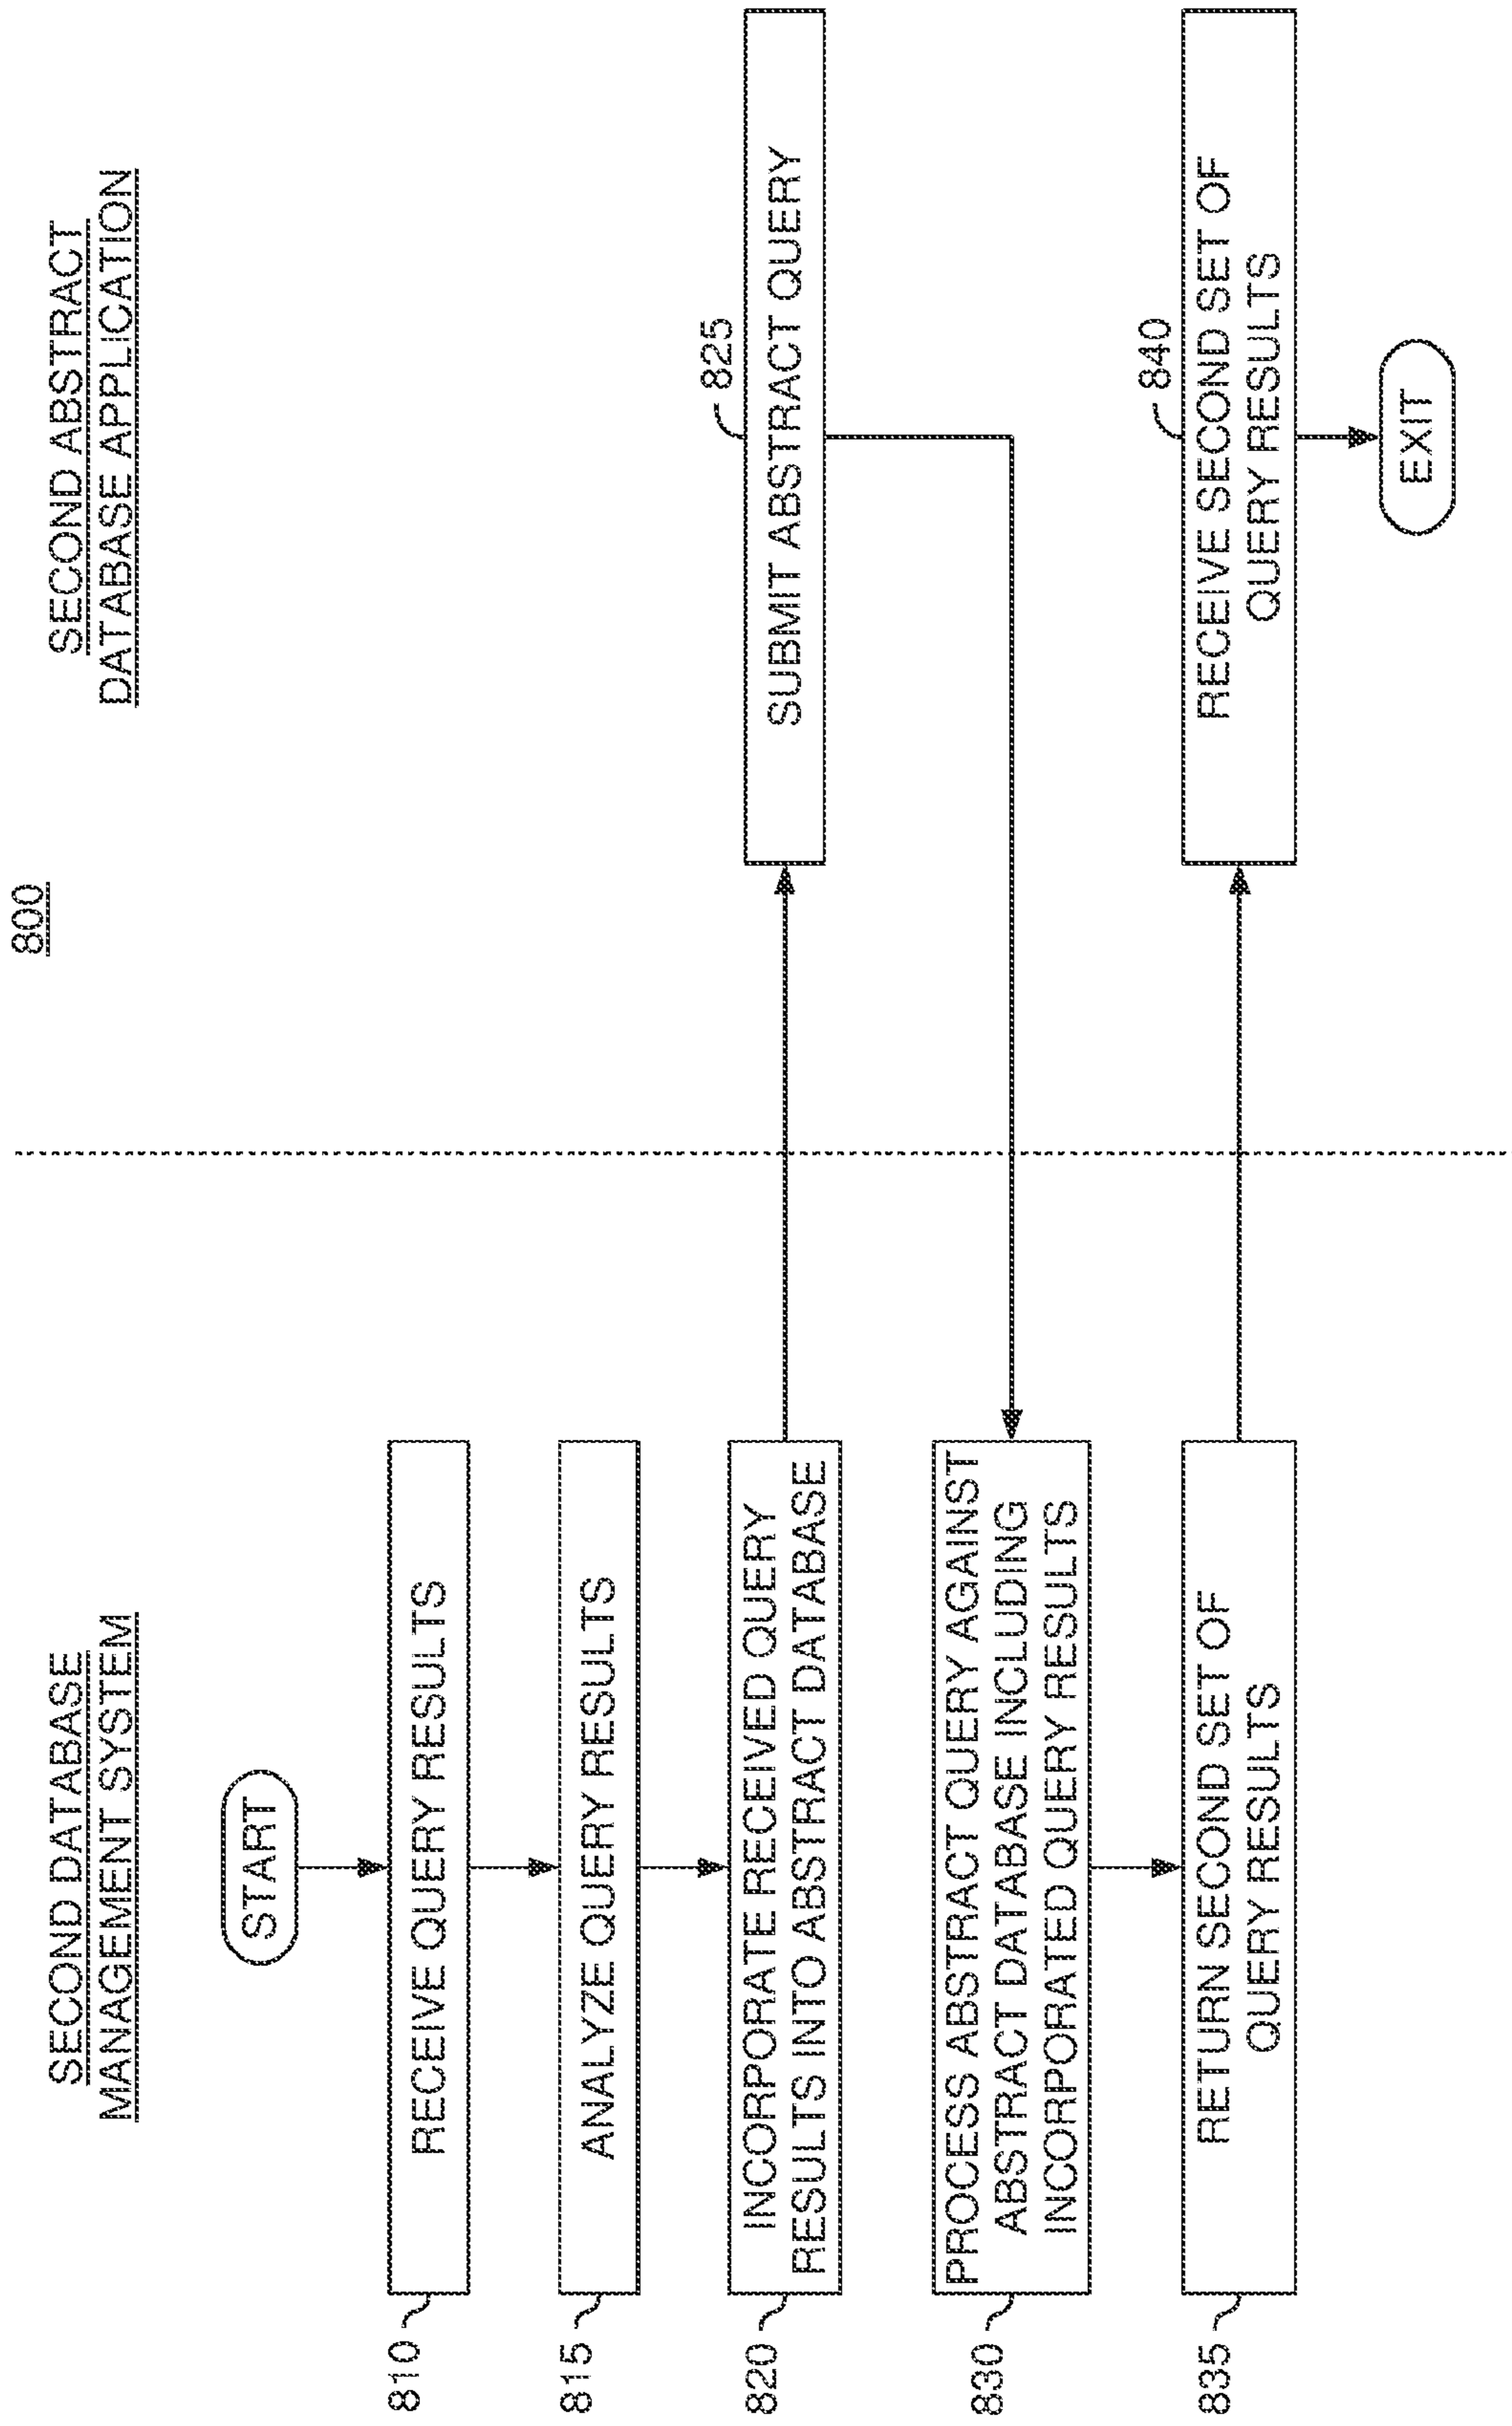 800
SECOND DATABASE
MANAGEMENT SYSTEM
SECOND ABSTRACT
DATABASE APPLICATION
START
810
RECEIVE QUERY RESULTS
815
ANALYZE QUERY RESULTS
820
INCORPORATE RECEIVED QUERY
RESULTS INTO ABSTRACT DATABASE
825
SUBMIT ABSTRACT QUERY
830
PROCESS ABSTRACT QUERY AGAINST
ABSTRACT DATABASE INCLUDING
INCORPORATED QUERY RESULTS
835
RETURN SECOND SET OF
QUERY RESULTS
840
RECEIVE SECOND SET OF
QUERY RESULTS
EXIT